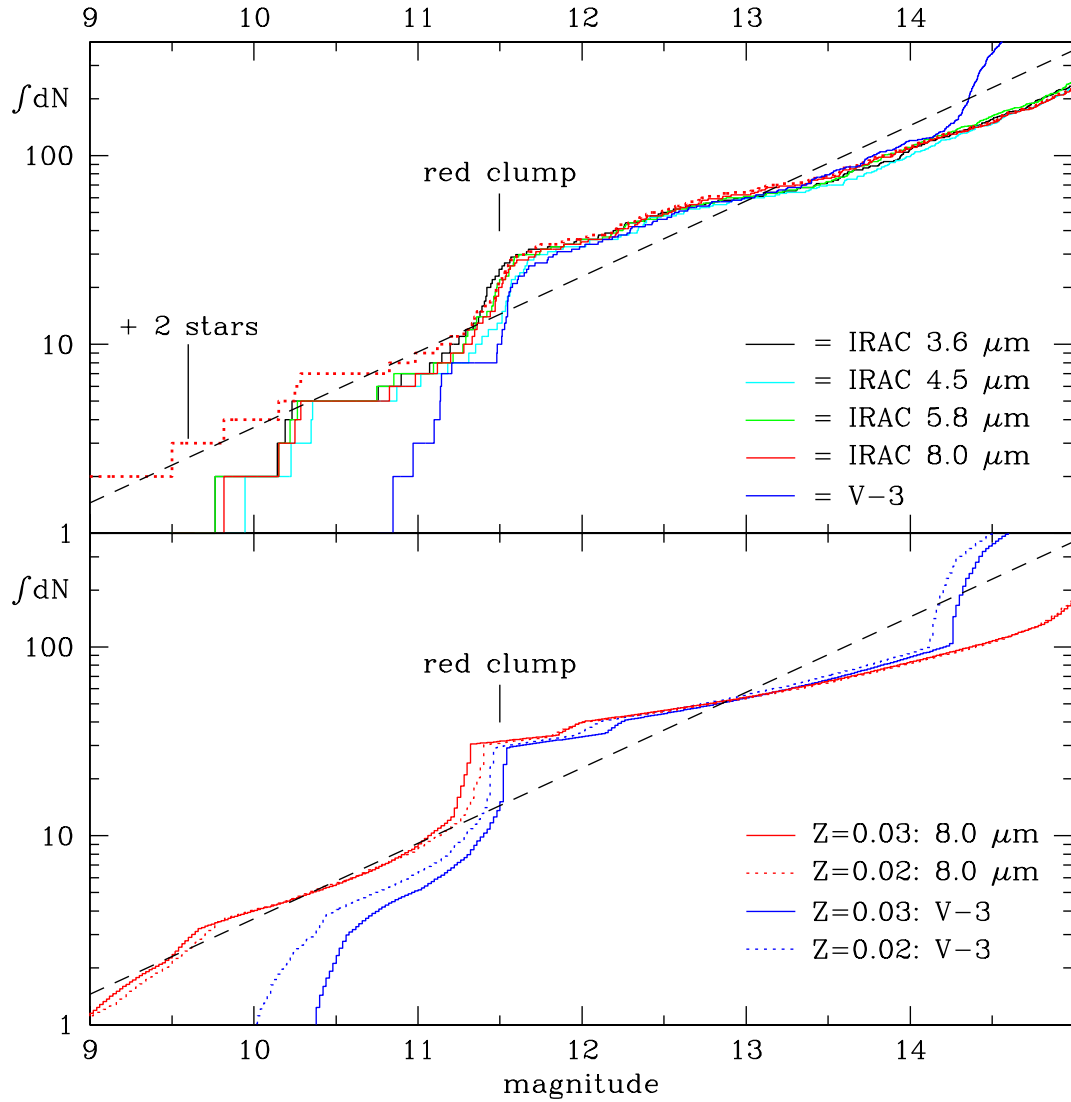 9 10 11 12 13 14
∫dN
100
10
1
red clump
+ 2 stars
= IRAC 3.6 μm
= IRAC 4.5 μm
= IRAC 5.8 μm
= IRAC 8.0 μm
= V−3
∫dN
100
10
1
red clump
Z=0.03: 8.0 μm
Z=0.02: 8.0 μm
Z=0.03: V−3
Z=0.02: V−3
9 10 11 12 13 14
magnitude